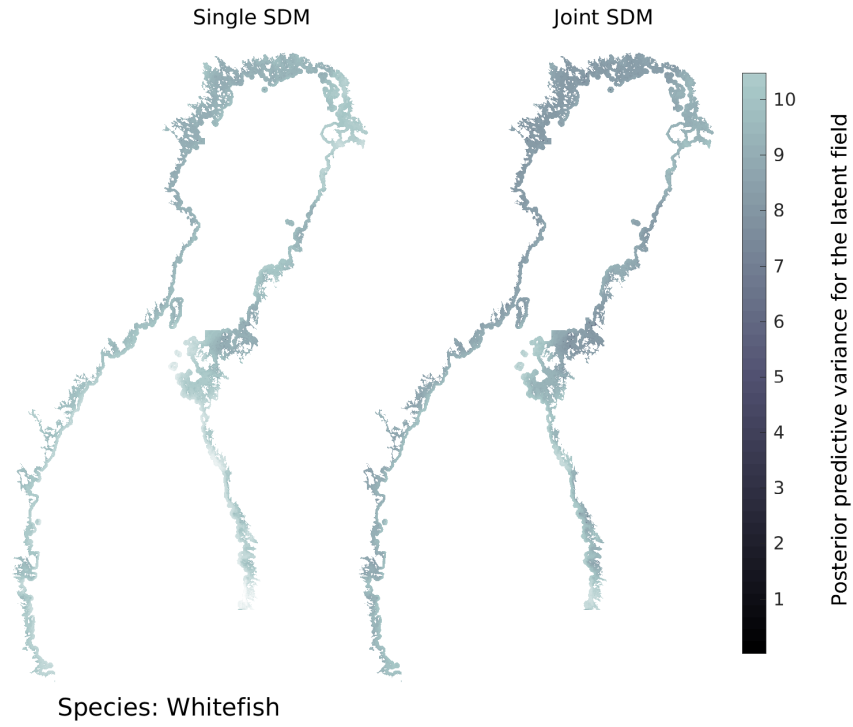 Single SDM
Joint SDM
10
9
8
7
6
5
4
3
2
1
Posterior predictive variance for the latent field
Species: Whitefish